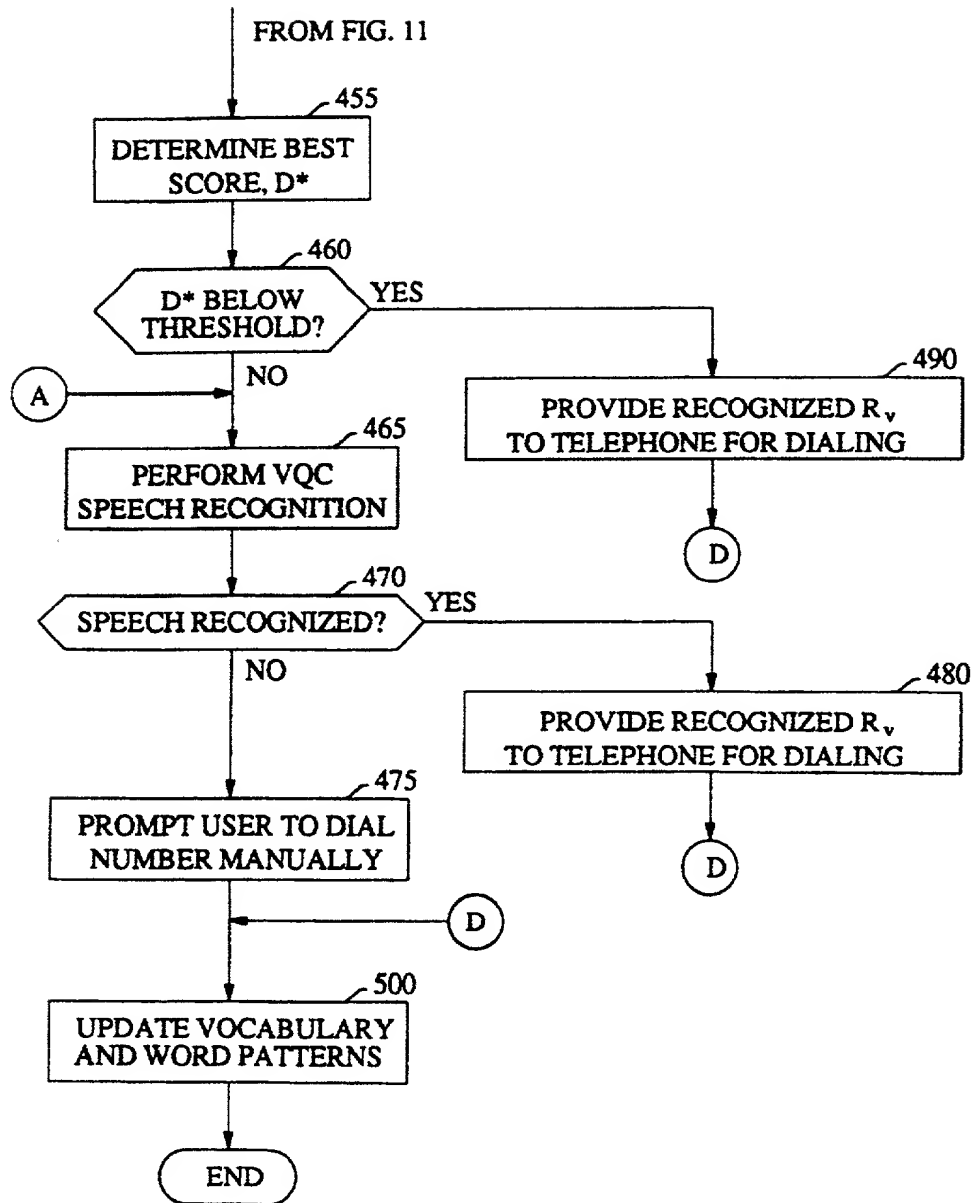 FROM FIG. 11
455
DETERMINE BEST
SCORE, D*
460
D* BELOW
THRESHOLD?
YES
NO
A
490
PROVIDE RECOGNIZED Rv
TO TELEPHONE FOR DIALING
D
465
PERFORM VQC
SPEECH RECOGNITION
470
SPEECH RECOGNIZED?
YES
NO
480
PROVIDE RECOGNIZED Rv
TO TELEPHONE FOR DIALING
D
475
PROMPT USER TO DIAL
NUMBER MANUALLY
D
500
UPDATE VOCABULARY
AND WORD PATTERNS
END